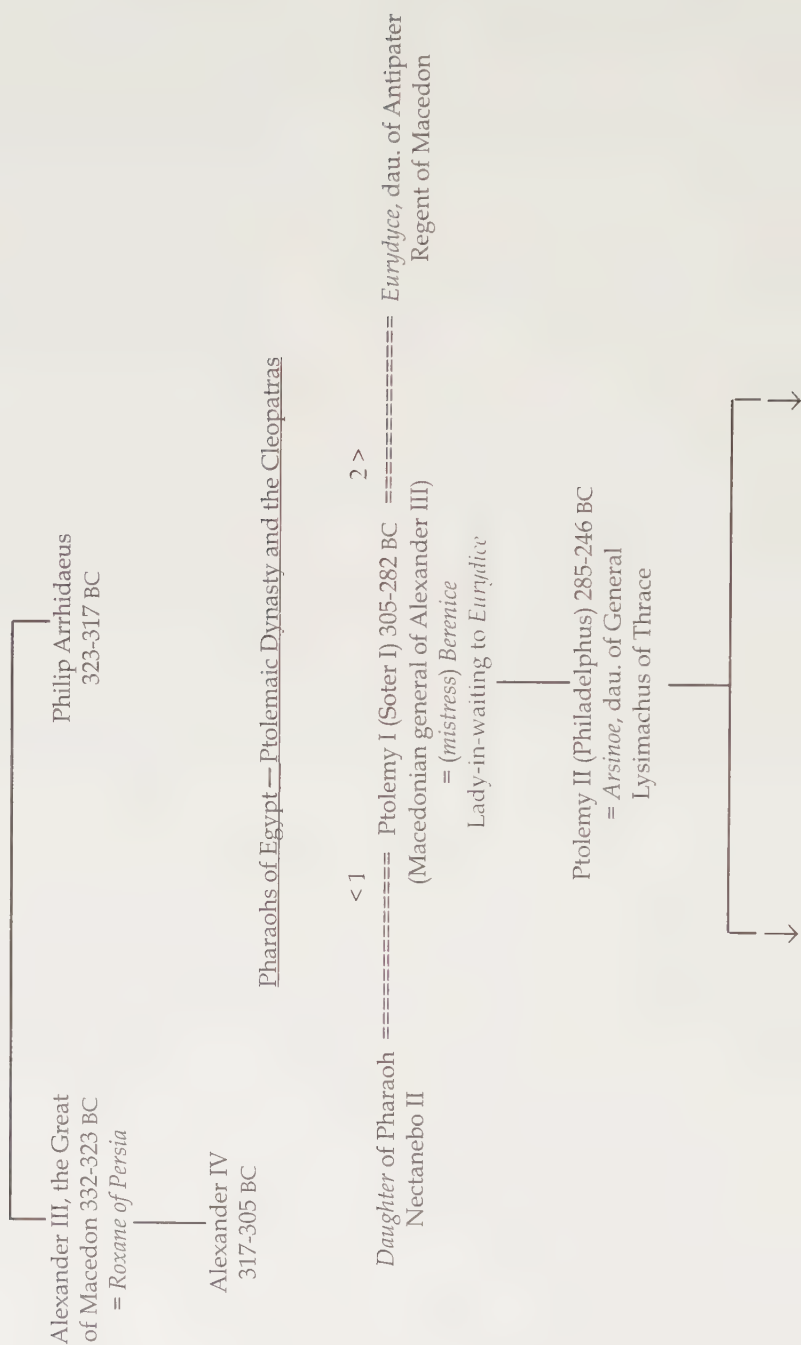 Alexander III, the Great
of Macedon 332-323 BC
= Roxane of Persia
Philip Arrhidaeus
323-317 BC
Alexander IV
317-305 BC
Pharaohs of Egypt — Ptolemaic Dynasty and the Cleopatras
< 1
2 >
Daughter of Pharaoh ============= Ptolemy I (Soter I) 305-282 BC ============= Eurydyce, dau. of Antipater
Nectanebo II
(Macedonian general of Alexander III)
Regent of Macedon
= (mistress) Berenice
Lady-in-waiting to Eurydice
Ptolemy II (Philadelphus) 285-246 BC
= Arsinoe, dau. of General
Lysimachus of Thrace